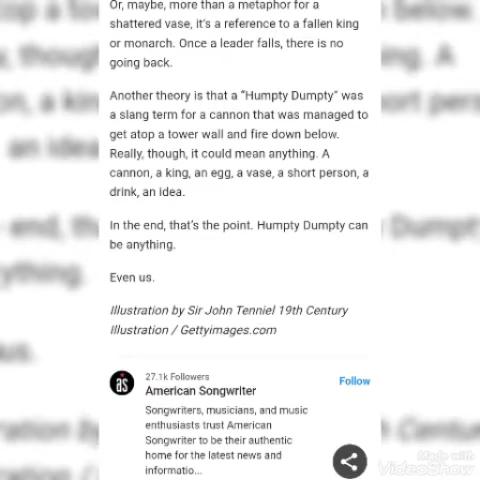 Or, maybe, more than a metaphor for a
shattered vase, it's a reference to a fallen king
or monarch. Once a leader falls, there is no
going back.
Another theory is that a “Humpty Dumpty” was
a slang term for a cannon that was managed to
get atop a tower wall and fire down below.
Really, though, it could mean anything. A
cannon, a king, an egg, a vase, a short person, a
drink, an idea.
In the end, that's the point. Humpty Dumpty can
be anything.
Even us.
Illustration by Sir John Tenniel 19th Century
Illustration / Gettyimages.com
as
27.1k Followers
American Songwriter
Follow
Songwriters, musicians, and music
enthusiasts trust American
Songwriter to be their authentic
home for the latest news and
informatio...
Made with
VideoShow